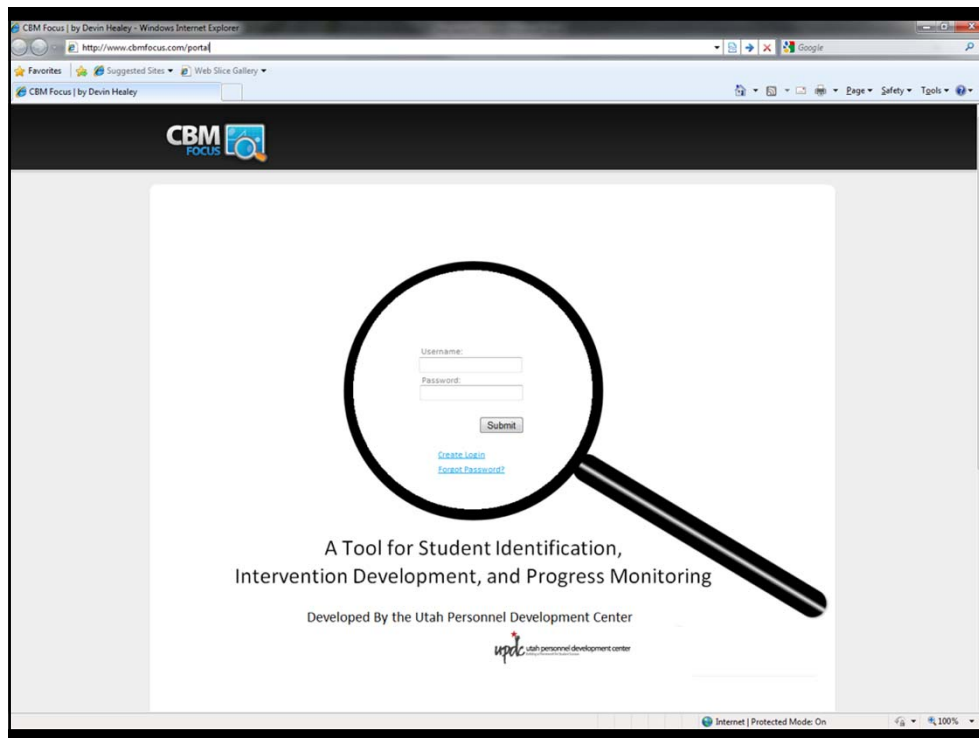 CBM Focus | by Devin Healey - Windows Internet Explorer
http://www.cbmfocus.com/portal
Google
Favorites Suggested Sites Web Slice Gallery
CBM Focus | by Devin Healey
Page Safety Tools
CBM
FOCUS
Username:
Password:
Submit
Create Login
Forgot Password?
A Tool for Student Identification,
Intervention Development, and Progress Monitoring
Developed By the Utah Personnel Development Center
updc utah personnel development center
Internet | Protected Mode: On
100%